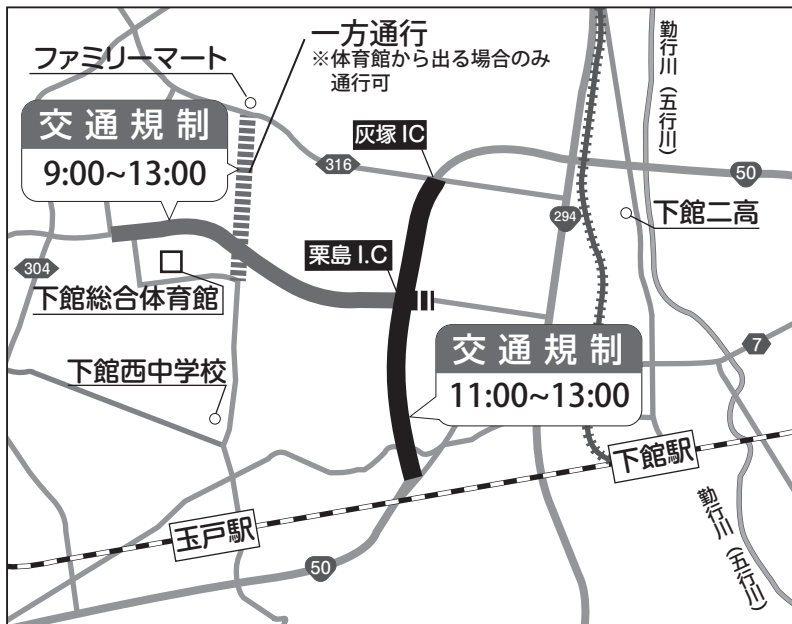 一方通行
※体育館から出る場合のみ
通行可
ファミリーマート
勤行川（五行川）
交通規制
9:00~13:00
灰塚IC
316
50
294
下館二高
304
栗島I.C
下館総合体育館
交通規制
11:00~13:00
7
下館西中学校
下館駅
玉戸駅
50
勤行川（五行川）